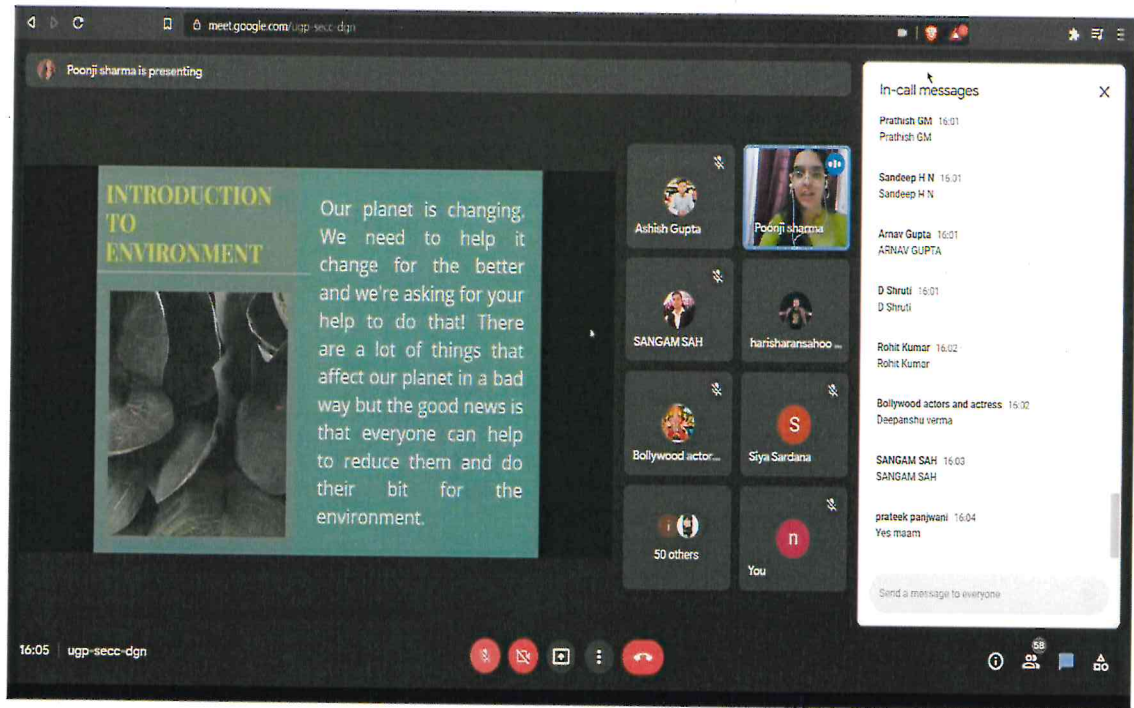 meet.google.com/ugp-secc-dgn
Poonji sharma is presenting
INTRODUCTION
TO
ENVIRONMENT
Our planet is changing.
We need to help it
change for the better
and we're asking for your
help to do that! There
are a lot of things that
affect our planet in a bad
way but the good news is
that everyone can help
to reduce them and do
their bit for the
environment.
Ashish Gupta
Poonji sharma
SANGAM SAH
harisharansahoo ...
Bollywood actor...
S
Siya Sardana
i
50 others
n
You
In-call messages
Prathish GM 16:01
Prathish GM
Sandeep H N 16:01
Sandeep H N
Arnav Gupta 16:01
ARNAV GUPTA
D Shruti 16:01
D Shruti
Rohit Kumar 16:02
Rohit Kumar
Bollywood actors and actress 16:02
Deepanshu verma
SANGAM SAH 16:03
SANGAM SAH
prateek panjwani 16:04
Yes maam
Send a message to everyone
16:05 | ugp-secc-dgn
58